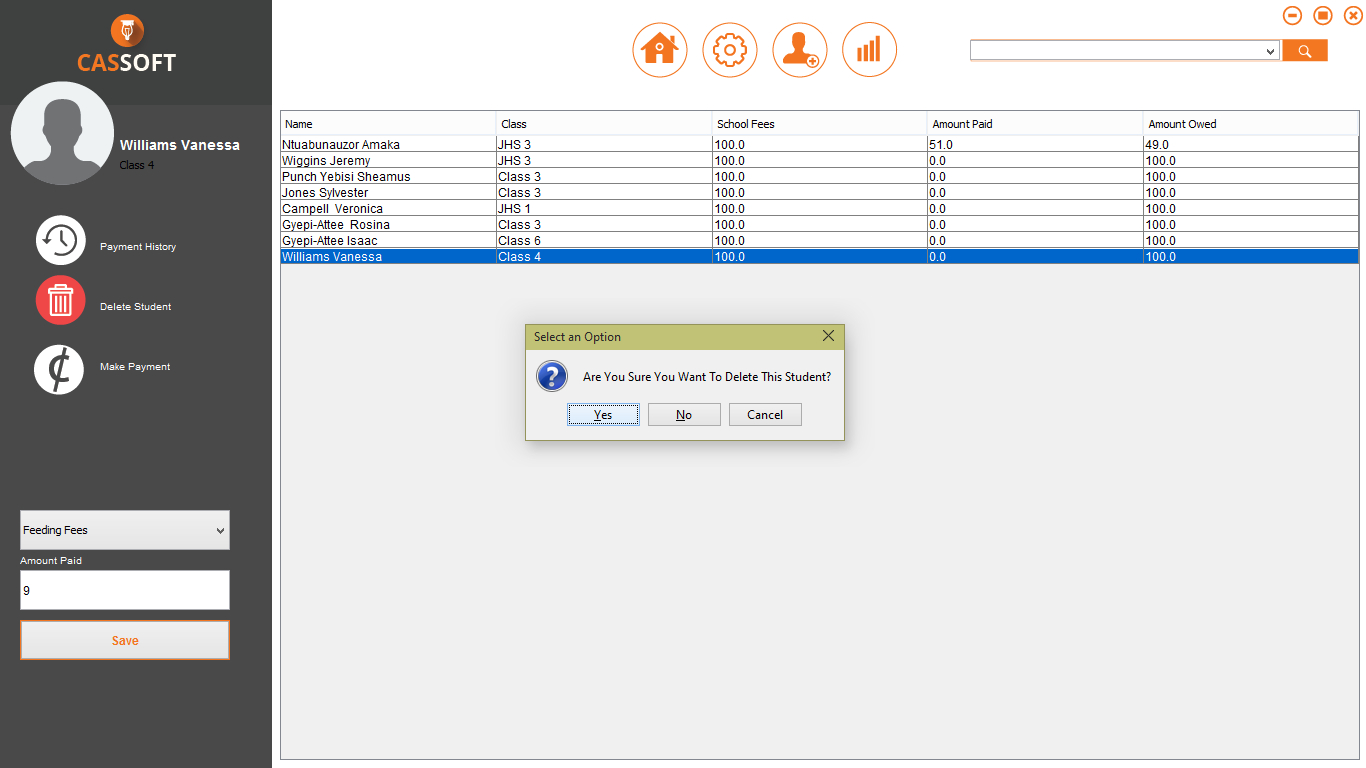 CASSOFT
Williams Vanessa
Class 4
Payment History
Delete Student
Make Payment
Feeding Fees
Amount Paid
9
Save
Name Class School Fees Amount Paid Amount Owed
Ntuabunauzor Amaka JHS 3 100.0 51.0 49.0
Wiggins Jeremy JHS 3 100.0 0.0 100.0
Punch Yebisi Sheamus Class 3 100.0 0.0 100.0
Jones Sylvester Class 3 100.0 0.0 100.0
Campell Veronica JHS 1 100.0 0.0 100.0
Gyepi-Attee Rosina Class 3 100.0 0.0 100.0
Gyepi-Attee Isaac Class 6 100.0 0.0 100.0
Williams Vanessa Class 4 100.0 0.0 100.0
Select an Option
Are You Sure You Want To Delete This Student?
Yes No Cancel